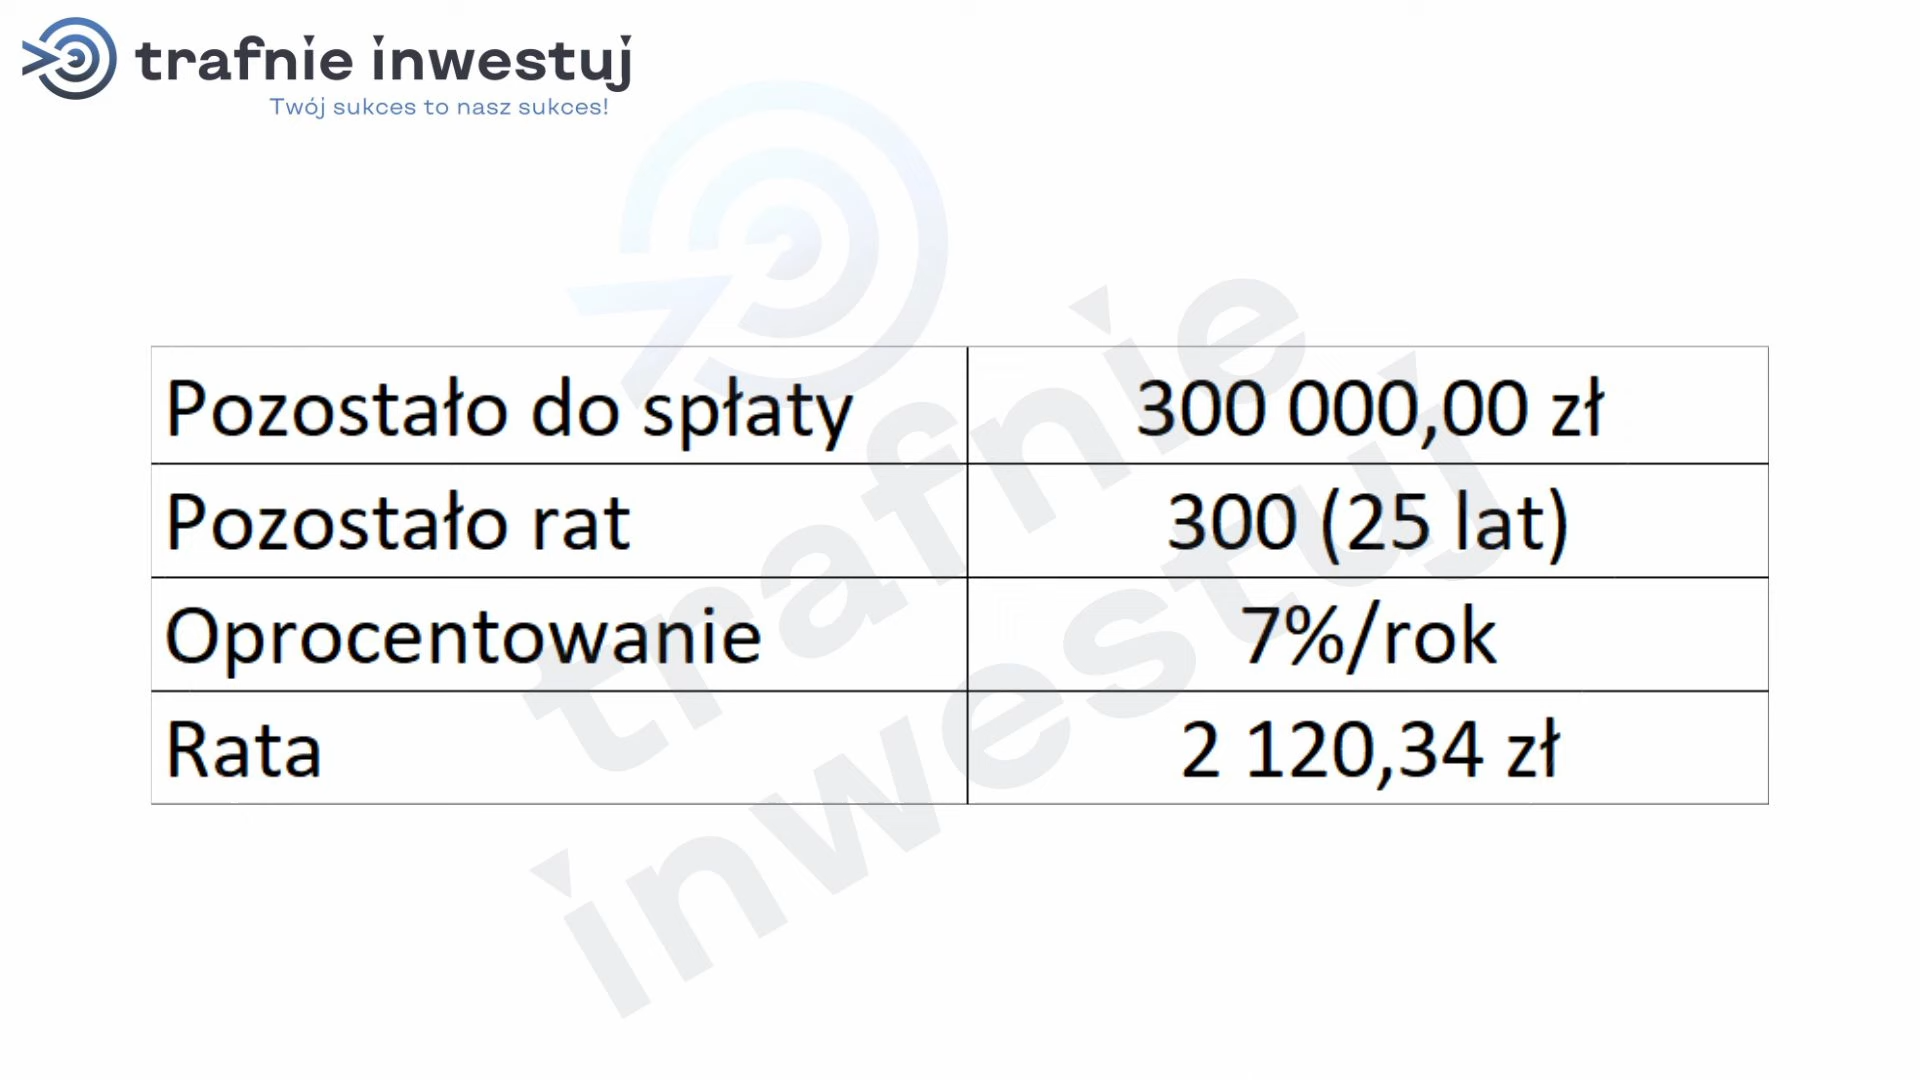 trafnie inwestuj
Twój sukces to nasz sukces!
Pozostało do spłaty 300 000,00 zł
Pozostało rat 300 (25 lat)
Oprocentowanie 7%/rok
Rata 2 120,34 zł
trafnie
inwestuj